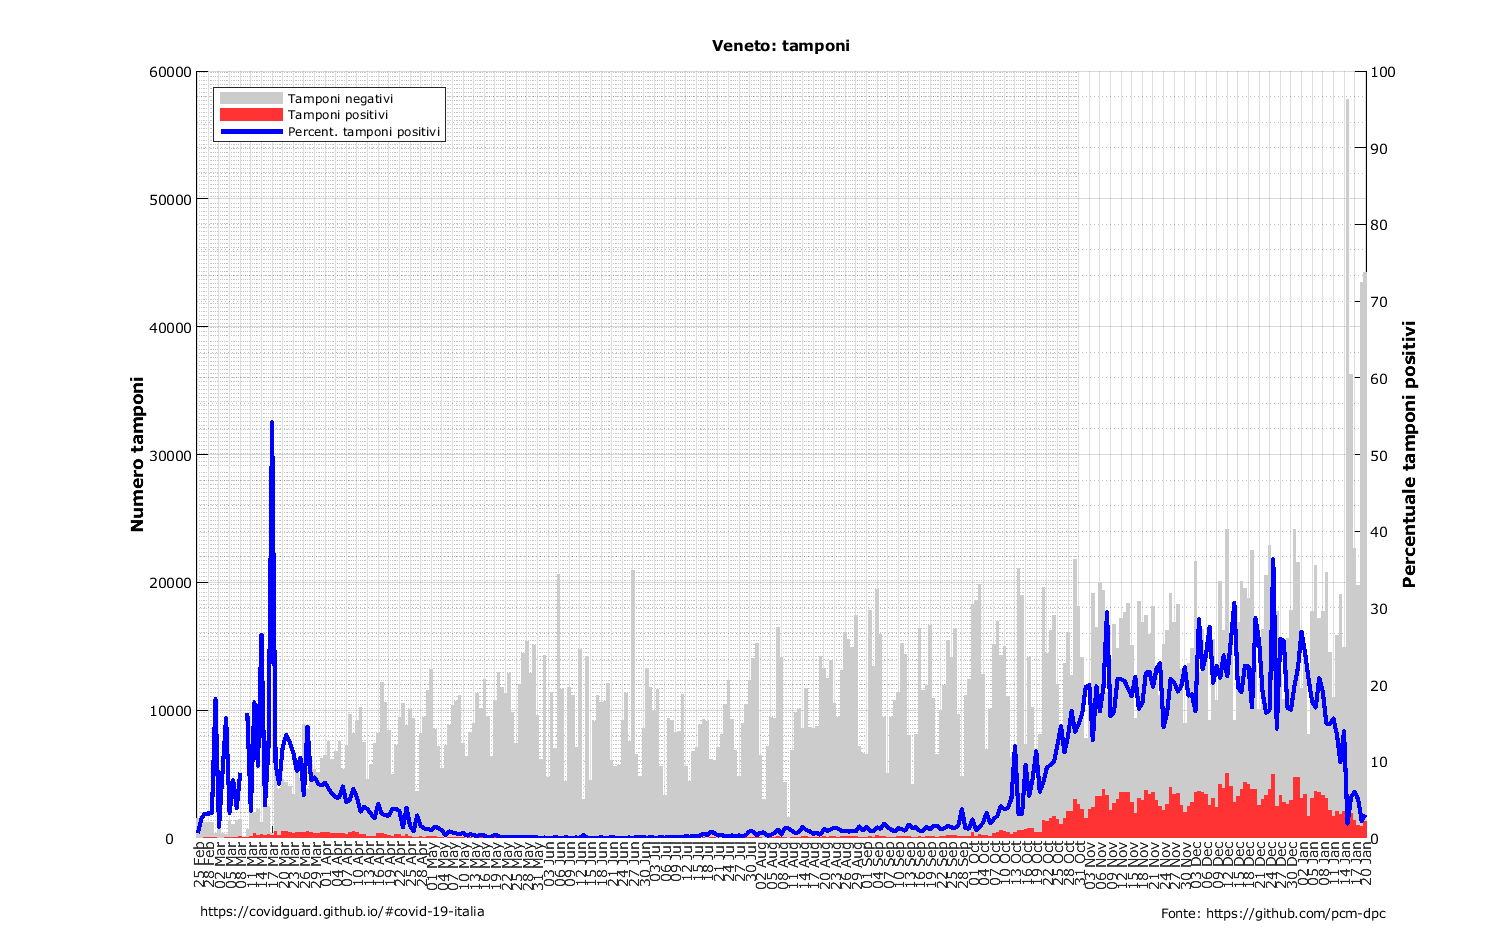 Veneto: tamponi
Tamponi negativi
Tamponi positivi
Percent. tamponi positivi
Numero tamponi
60000
50000
40000
30000
20000
10000
0
Percentuale tamponi positivi
100
90
80
70
60
50
40
30
20
10
0
25 Feb
28 Feb
02 Mar
05 Mar
08 Mar
11 Mar
14 Mar
17 Mar
20 Mar
23 Mar
26 Mar
29 Mar
01 Apr
04 Apr
07 Apr
10 Apr
13 Apr
16 Apr
19 Apr
22 Apr
25 Apr
28 Apr
01 May
04 May
07 May
10 May
13 May
16 May
19 May
22 May
25 May
28 May
31 May
03 Jun
06 Jun
09 Jun
12 Jun
15 Jun
18 Jun
21 Jun
24 Jun
27 Jun
30 Jun
03 Jul
06 Jul
09 Jul
12 Jul
15 Jul
18 Jul
21 Jul
24 Jul
27 Jul
30 Jul
02 Aug
05 Aug
08 Aug
11 Aug
14 Aug
17 Aug
20 Aug
23 Aug
26 Aug
29 Aug
01 Sep
04 Sep
07 Sep
10 Sep
13 Sep
16 Sep
19 Sep
22 Sep
25 Sep
28 Sep
01 Oct
04 Oct
07 Oct
10 Oct
13 Oct
16 Oct
19 Oct
22 Oct
25 Oct
28 Oct
31 Oct
03 Nov
06 Nov
09 Nov
12 Nov
15 Nov
18 Nov
21 Nov
24 Nov
27 Nov
30 Nov
03 Dec
06 Dec
09 Dec
12 Dec
15 Dec
18 Dec
21 Dec
24 Dec
27 Dec
30 Dec
02 Jan
05 Jan
08 Jan
11 Jan
14 Jan
17 Jan
20 Jan
https://covidguard.github.io/#covid-19-italia
Fonte: https://github.com/pcm-dpc